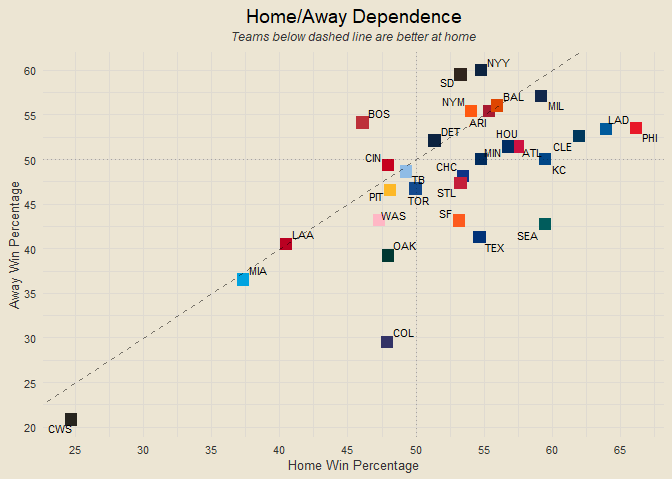 Home/Away Dependence
Teams below dashed line are better at home
60
55
50
45
40
35
30
25
20
Away Win Percentage
NYY
SD
BAL
NYM
MIL
ARI
BOS
LAD
PHI
DET
HOU
CLE
MIN
ATL
CIN
KC
CHC
TB
STL
PIT
TOR
WAS
SF
SEA
LAA
OAK
TEX
MIA
COL
CWS
25
30
35
40
45
50
55
60
65
Home Win Percentage